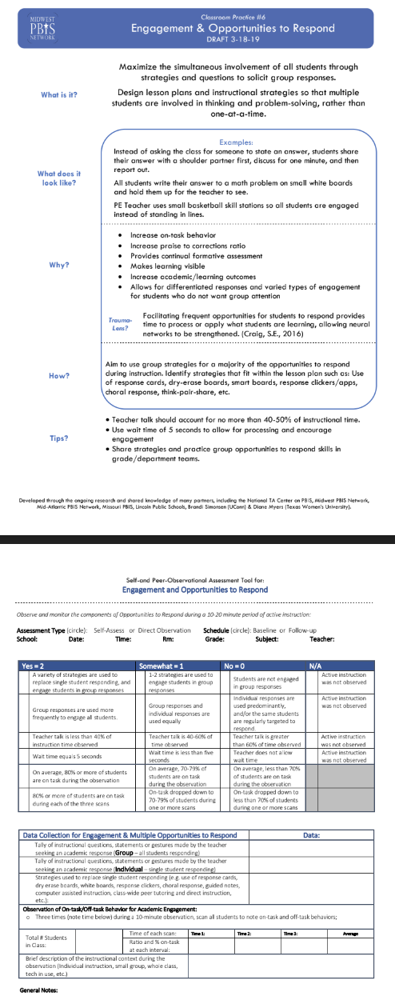 MIDWEST
PBIS
NETWORK
Classroom Practice #6
Engagement & Opportunities to Respond
DRAFT 3-18-19
What is it?
Maximize the simultaneous involvement of all students through
strategies and questions to solicit group responses.
Design lesson plans and instructional strategies so that multiple
students are involved in thinking and problem-solving, rather than
one-at-a-time.
What does it
look like?
Examples:
Instead of asking the class for someone to state an answer, students share
their answer with a shoulder partner first, discuss for one minute, and then
report out.
All students write their answer to a math problem on small white boards
and hold them up for the teacher to see.
PE Teacher uses small basketball skill stations so all students are engaged
instead of standing in lines.
Why?
• Increase on-task behavior
• Increase praise to corrections ratio
• Provides continual formative assessment
• Makes learning visible
• Increase academic/learning outcomes
• Allows for differentiated responses and varied types of engagement
for students who do not want group attention
Trauma-
Lens?
Facilitating frequent opportunities for students to respond provides
time to process or apply what students are learning, allowing neural
networks to be strengthened. (Craig, S.E., 2016)
How?
Aim to use group strategies for a majority of the opportunities to respond
during instruction. Identify strategies that fit within the lesson plan such as: Use
of response cards, dry-erase boards, smart boards, response clickers/apps,
choral response, think-pair-share, etc.
Tips?
• Teacher talk should account for no more than 40-50% of instructional time.
• Use wait time of 5 seconds to allow for processing and encourage
engagement
• Share strategies and practice group opportunities to respond skills in
grade/department teams.
Developed through the ongoing research and shared knowledge of many partners, including the National TA Center on PBIS, Midwest PBIS Network,
Mid-Atlantic PBIS Network, Missouri PBIS, Lincoln Public Schools, Brandi Simonsen (UConn) & Diane Myers (Texas Women's University).
Self-and Peer-Observational Assessment Tool for:
Engagement and Opportunities to Respond
Observe and monitor the components of Opportunities to Respond during a 10-20 minute period of active instruction:
Assessment Type (circle): Self-Assess or Direct Observation Schedule (circle): Baseline or Follow-up
School: Date: Time: Rm: Grade: Subject: Teacher:
Yes = 2 Somewhat = 1 No = 0 N/A
A variety of strategies are used to
replace single student responding, and
engage students in group responses
1-2 strategies are used to
engage students in group
responses
Students are not engaged
in group responses
Active instruction
was not observed
Group responses are used more
frequently to engage all students.
Group responses and
individual responses are
used equally
Individual responses are
used predominantly,
and/or the same students
are regularly targeted to
respond.
Active instruction
was not observed
Teacher talk is less than 40% of
instruction time observed
Teacher talk is 40-60% of
time observed
Teacher talk is greater
than 60% of time observed
Active instruction
was not observed
Wait time equals 5 seconds
Wait time is less than five
seconds
Teacher does not allow
wait time
Active instruction
was not observed
On average, 80% or more of students
are on task during the observation
On average, 70-79% of
students are on task
during the observation
On average, less than 70%
of students are on task
during the observation
80% or more of students are on task
during each of the three scans
On-task dropped down to
70-79% of students during
one or more scans
On-task dropped down to
less than 70% of students
during one or more scans
Data Collection for Engagement & Multiple Opportunities to Respond Data:
Tally of instructional questions, statements or gestures made by the teacher
seeking an academic response (Group – all students responding)
Tally of instructional questions, statements or gestures made by the teacher
seeking an academic response (Individual – single student responding)
Strategies used to replace single student responding (e.g. use of response cards,
dry erase boards, white boards, response clickers, choral response, guided notes,
computer assisted instruction, class-wide peer tutoring and direct instruction,
etc.):
Observation of On-task/Off-task Behavior for Academic Engagement:
o Three times (note time below) during a 10-minute observation, scan all students to note on-task and off-task behaviors;
Total # Students
in Class:
Time of each scan: Time 1: Time 2: Time 3: Average
Ratio and % on-task
at each interval:
Brief description of the instructional context during the
observation (Individual instruction, small group, whole class,
tech in use, etc.)
General Notes: